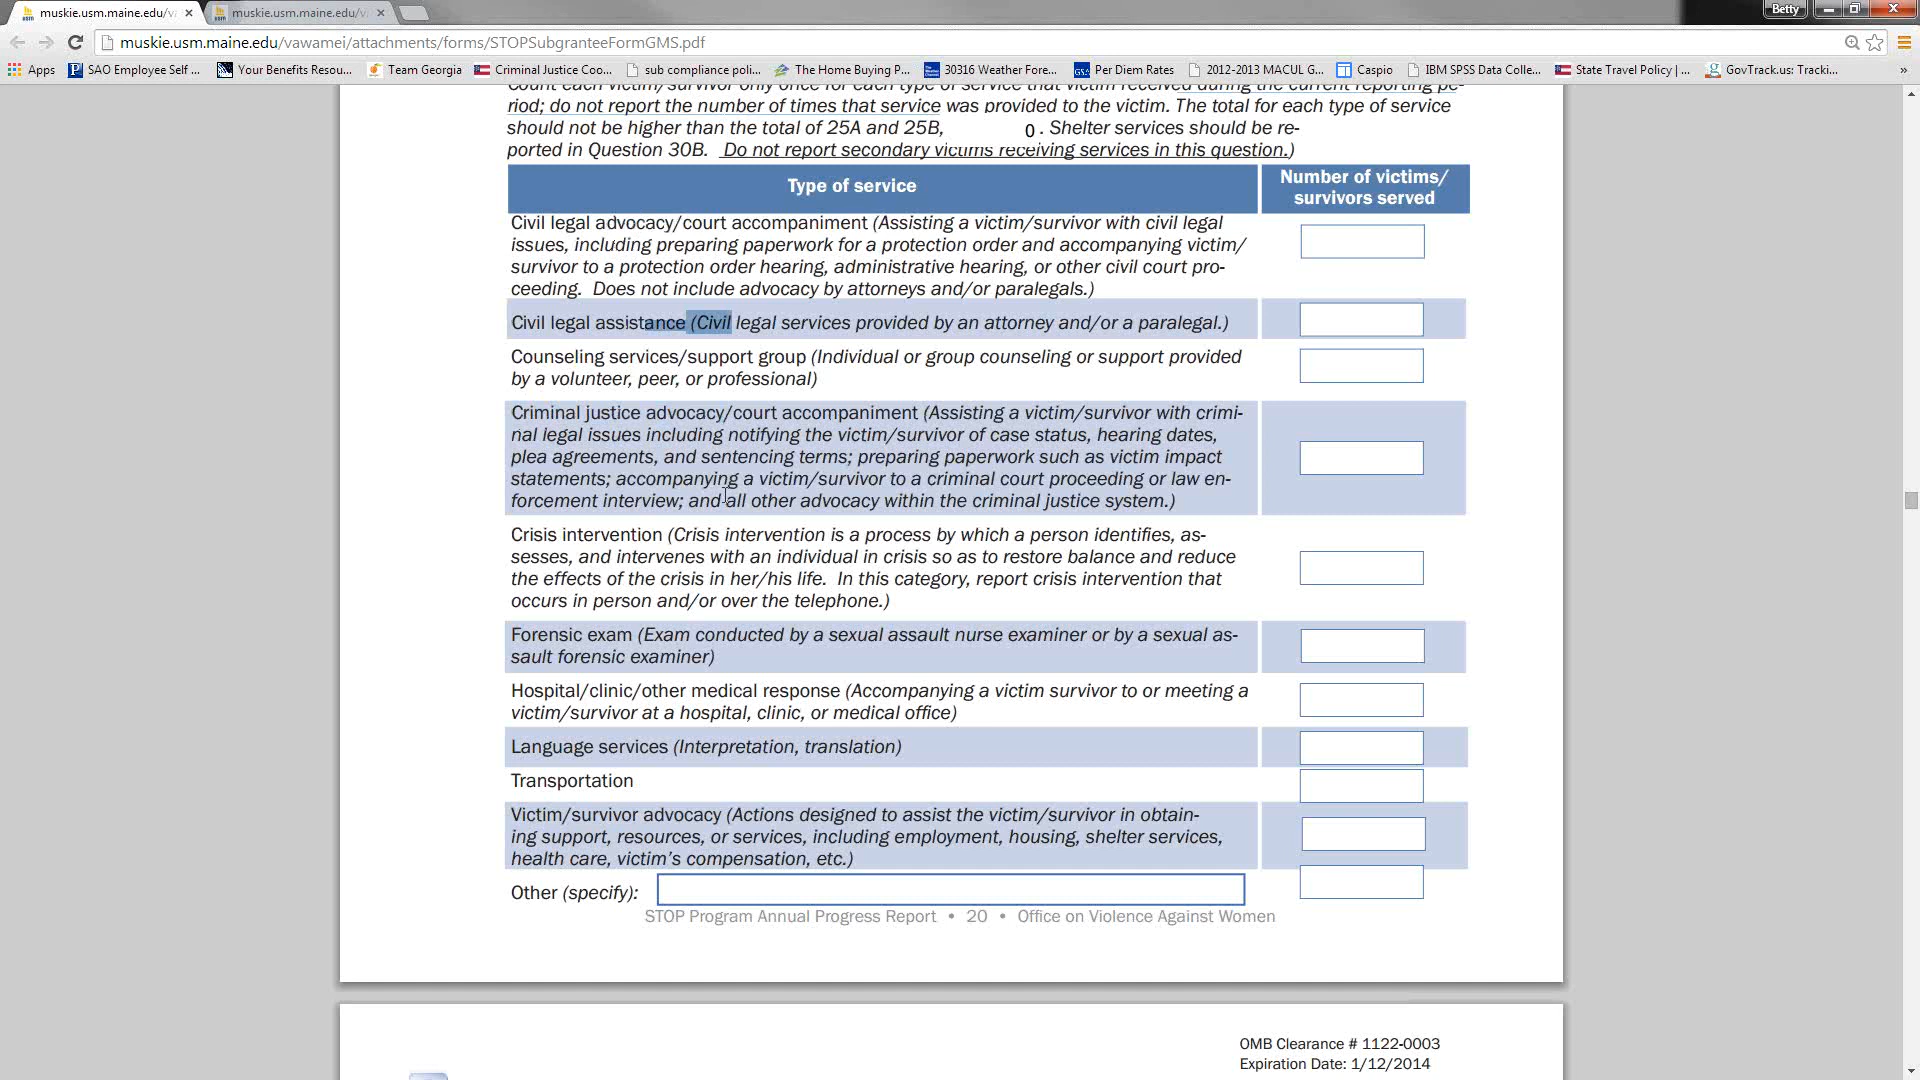 muskie.usm.maine.edu/v
muskie.usm.maine.edu/v
Betty
muskie.usm.maine.edu/vawamei/attachments/forms/STOPSubgranteeFormGMS.pdf
Apps SAO Employee Self ... Your Benefits Resou... Team Georgia Criminal Justice Coo... sub compliance poli... The Home Buying P... 30316 Weather Fore... Per Diem Rates 2012-2013 MACUL G... Caspio IBM SPSS Data Colle... State Travel Policy | ... GovTrack.us: Tracki... »
Count each victim/survivor only once for each type of service that victim received during the current reporting pe-
riod; do not report the number of times that service was provided to the victim. The total for each type of service
should not be higher than the total of 25A and 25B, 0 . Shelter services should be re-
ported in Question 30B. Do not report secondary victims receiving services in this question.)
Type of service
Number of victims/
survivors served
Civil legal advocacy/court accompaniment (Assisting a victim/survivor with civil legal
issues, including preparing paperwork for a protection order and accompanying victim/
survivor to a protection order hearing, administrative hearing, or other civil court pro-
ceeding. Does not include advocacy by attorneys and/or paralegals.)
Civil legal assistance (Civil legal services provided by an attorney and/or a paralegal.)
Counseling services/support group (Individual or group counseling or support provided
by a volunteer, peer, or professional)
Criminal justice advocacy/court accompaniment (Assisting a victim/survivor with crimi-
nal legal issues including notifying the victim/survivor of case status, hearing dates,
plea agreements, and sentencing terms; preparing paperwork such as victim impact
statements; accompanying a victim/survivor to a criminal court proceeding or law en-
forcement interview; and all other advocacy within the criminal justice system.)
Crisis intervention (Crisis intervention is a process by which a person identifies, as-
sesses, and intervenes with an individual in crisis so as to restore balance and reduce
the effects of the crisis in her/his life. In this category, report crisis intervention that
occurs in person and/or over the telephone.)
Forensic exam (Exam conducted by a sexual assault nurse examiner or by a sexual as-
sault forensic examiner)
Hospital/clinic/other medical response (Accompanying a victim survivor to or meeting a
victim/survivor at a hospital, clinic, or medical office)
Language services (Interpretation, translation)
Transportation
Victim/survivor advocacy (Actions designed to assist the victim/survivor in obtain-
ing support, resources, or services, including employment, housing, shelter services,
health care, victim's compensation, etc.)
Other (specify):
STOP Program Annual Progress Report • 20 • Office on Violence Against Women
OMB Clearance # 1122-0003
Expiration Date: 1/12/2014